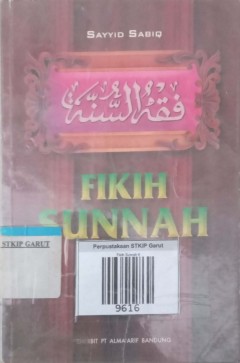 SAYYID SABIQ
فقه السنة
FIKIH
SUNNAH
STKIP GARUT
Perpustakaan STKIP Garut
9616
PT ALMA'ARIF BANDUNG